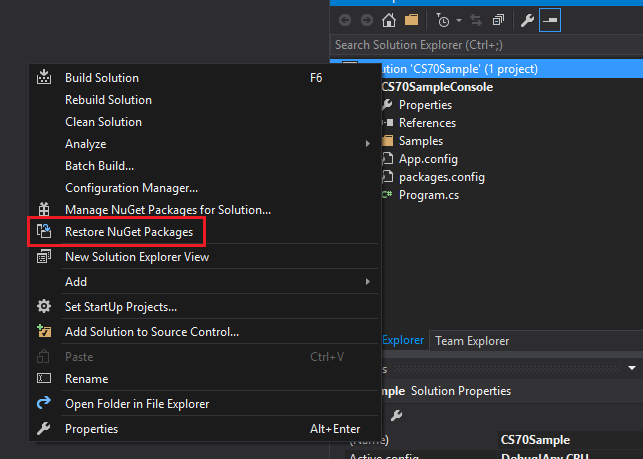 Search Solution Explorer (Ctrl+;)
ution 'CS70Sample' (1 project)
CS70SampleConsole
Properties
References
Samples
App.config
packages.config
C# Program.cs
Build Solution F6
Rebuild Solution
Clean Solution
Analyze
Batch Build...
Configuration Manager...
Manage NuGet Packages for Solution...
Restore NuGet Packages
New Solution Explorer View
Add
Set StartUp Projects...
Add Solution to Source Control...
Paste Ctrl+V
Rename
Open Folder in File Explorer
Properties Alt+Enter
Explorer Team Explorer
s
mple Solution Properties
(Name) CS70Sample
Active config Debug|Any CPU